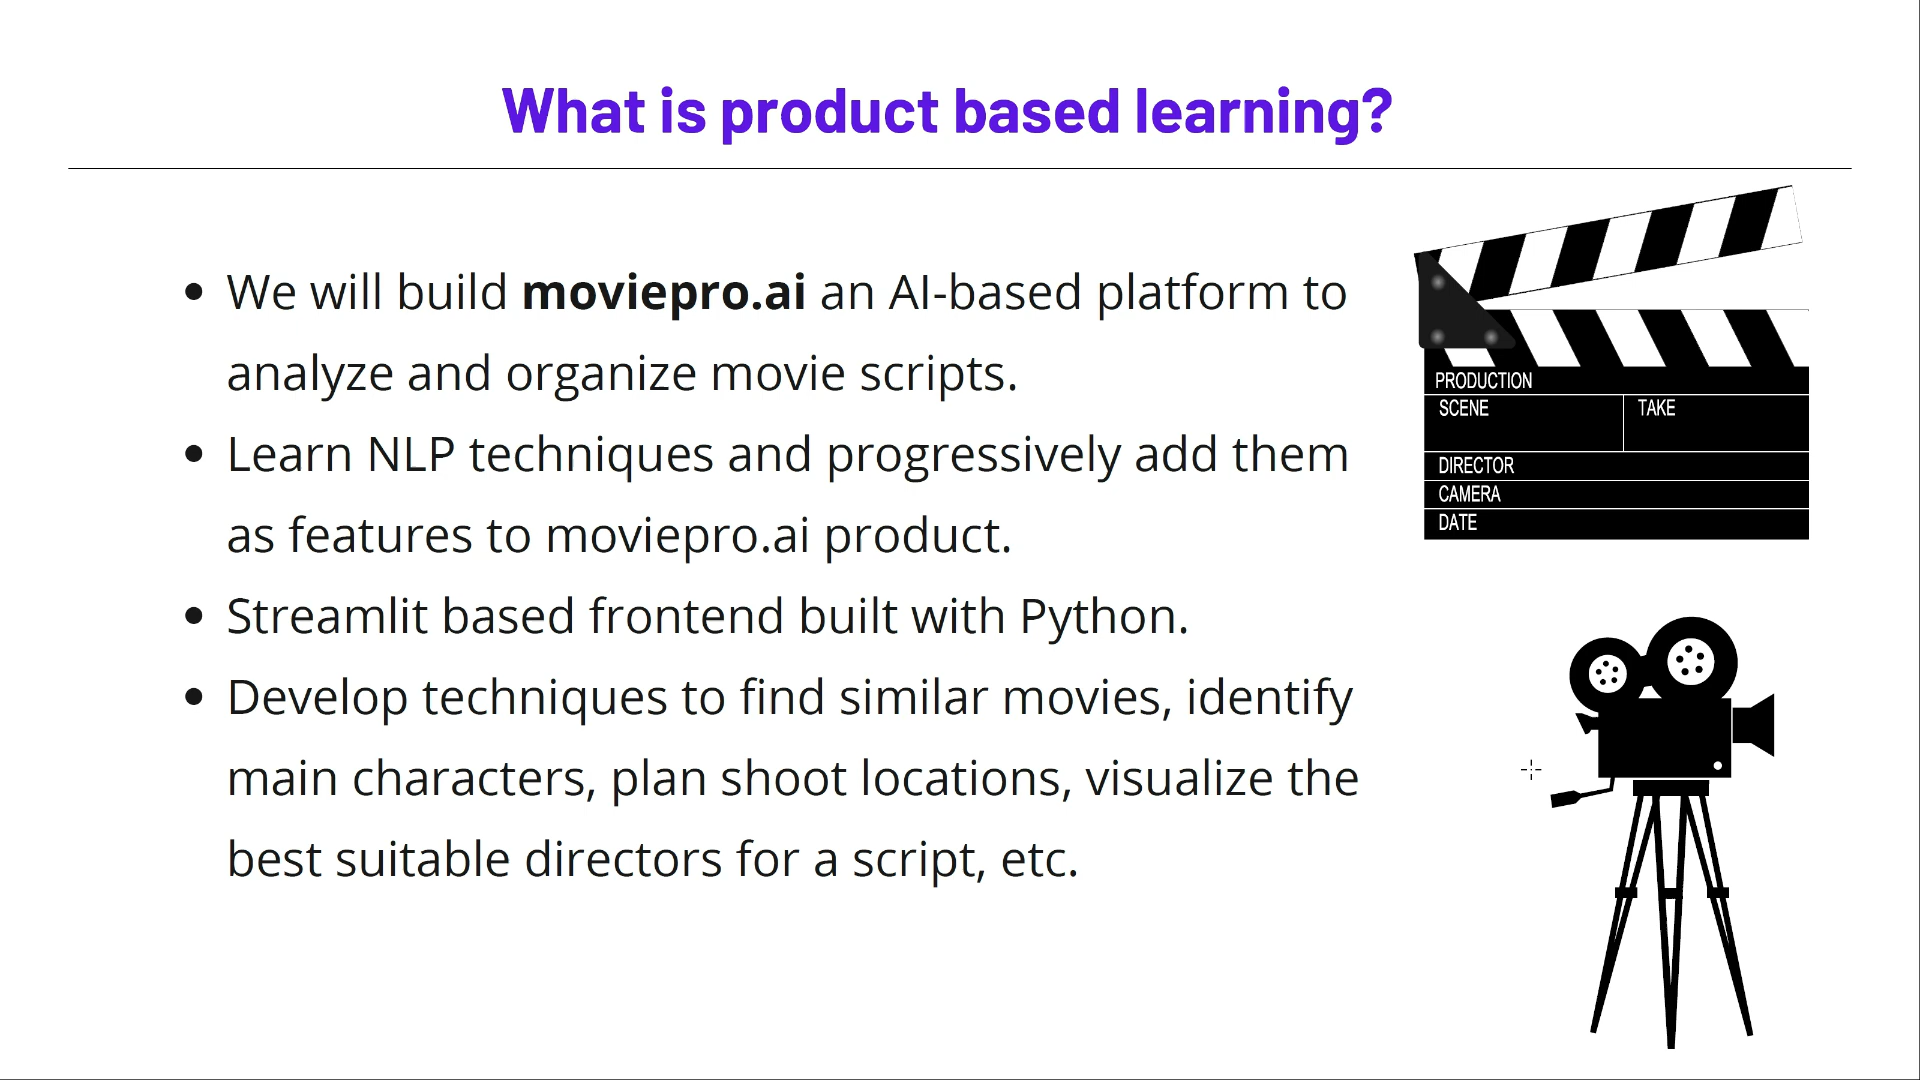 What is product based learning?
• We will build moviepro.ai an AI-based platform to
analyze and organize movie scripts.
• Learn NLP techniques and progressively add them
as features to moviepro.ai product.
• Streamlit based frontend built with Python.
• Develop techniques to find similar movies, identify
main characters, plan shoot locations, visualize the
best suitable directors for a script, etc.
PRODUCTION
SCENE TAKE
DIRECTOR
CAMERA
DATE